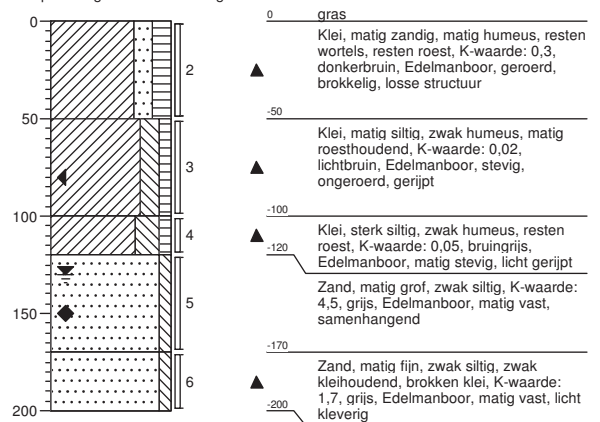 0
50
100
150
200
2
3
4
5
6
0 gras
Klei, matig zandig, matig humeus, resten
wortels, resten roest, K-waarde: 0,3,
donkerbruin, Edelmanboor, geroerd,
brokkelig, losse structuur
-50
Klei, matig siltig, zwak humeus, matig
roesthoudend, K-waarde: 0,02,
lichtbruin, Edelmanboor, stevig,
ongeroerd, gerijpt
-100
Klei, sterk siltig, zwak humeus, resten
roest, K-waarde: 0,05, bruingrijs,
Edelmanboor, matig stevig, licht gerijpt
-120
Zand, matig grof, zwak siltig, K-waarde:
4,5, grijs, Edelmanboor, matig vast,
samenhangend
-170
Zand, matig fijn, zwak siltig, zwak
kleihoudend, brokken klei, K-waarde:
1,7, grijs, Edelmanboor, matig vast, licht
kleverig
-200